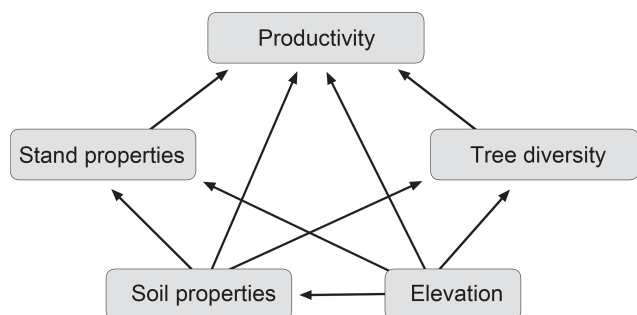 Productivity
Stand properties
Tree diversity
Soil properties
Elevation